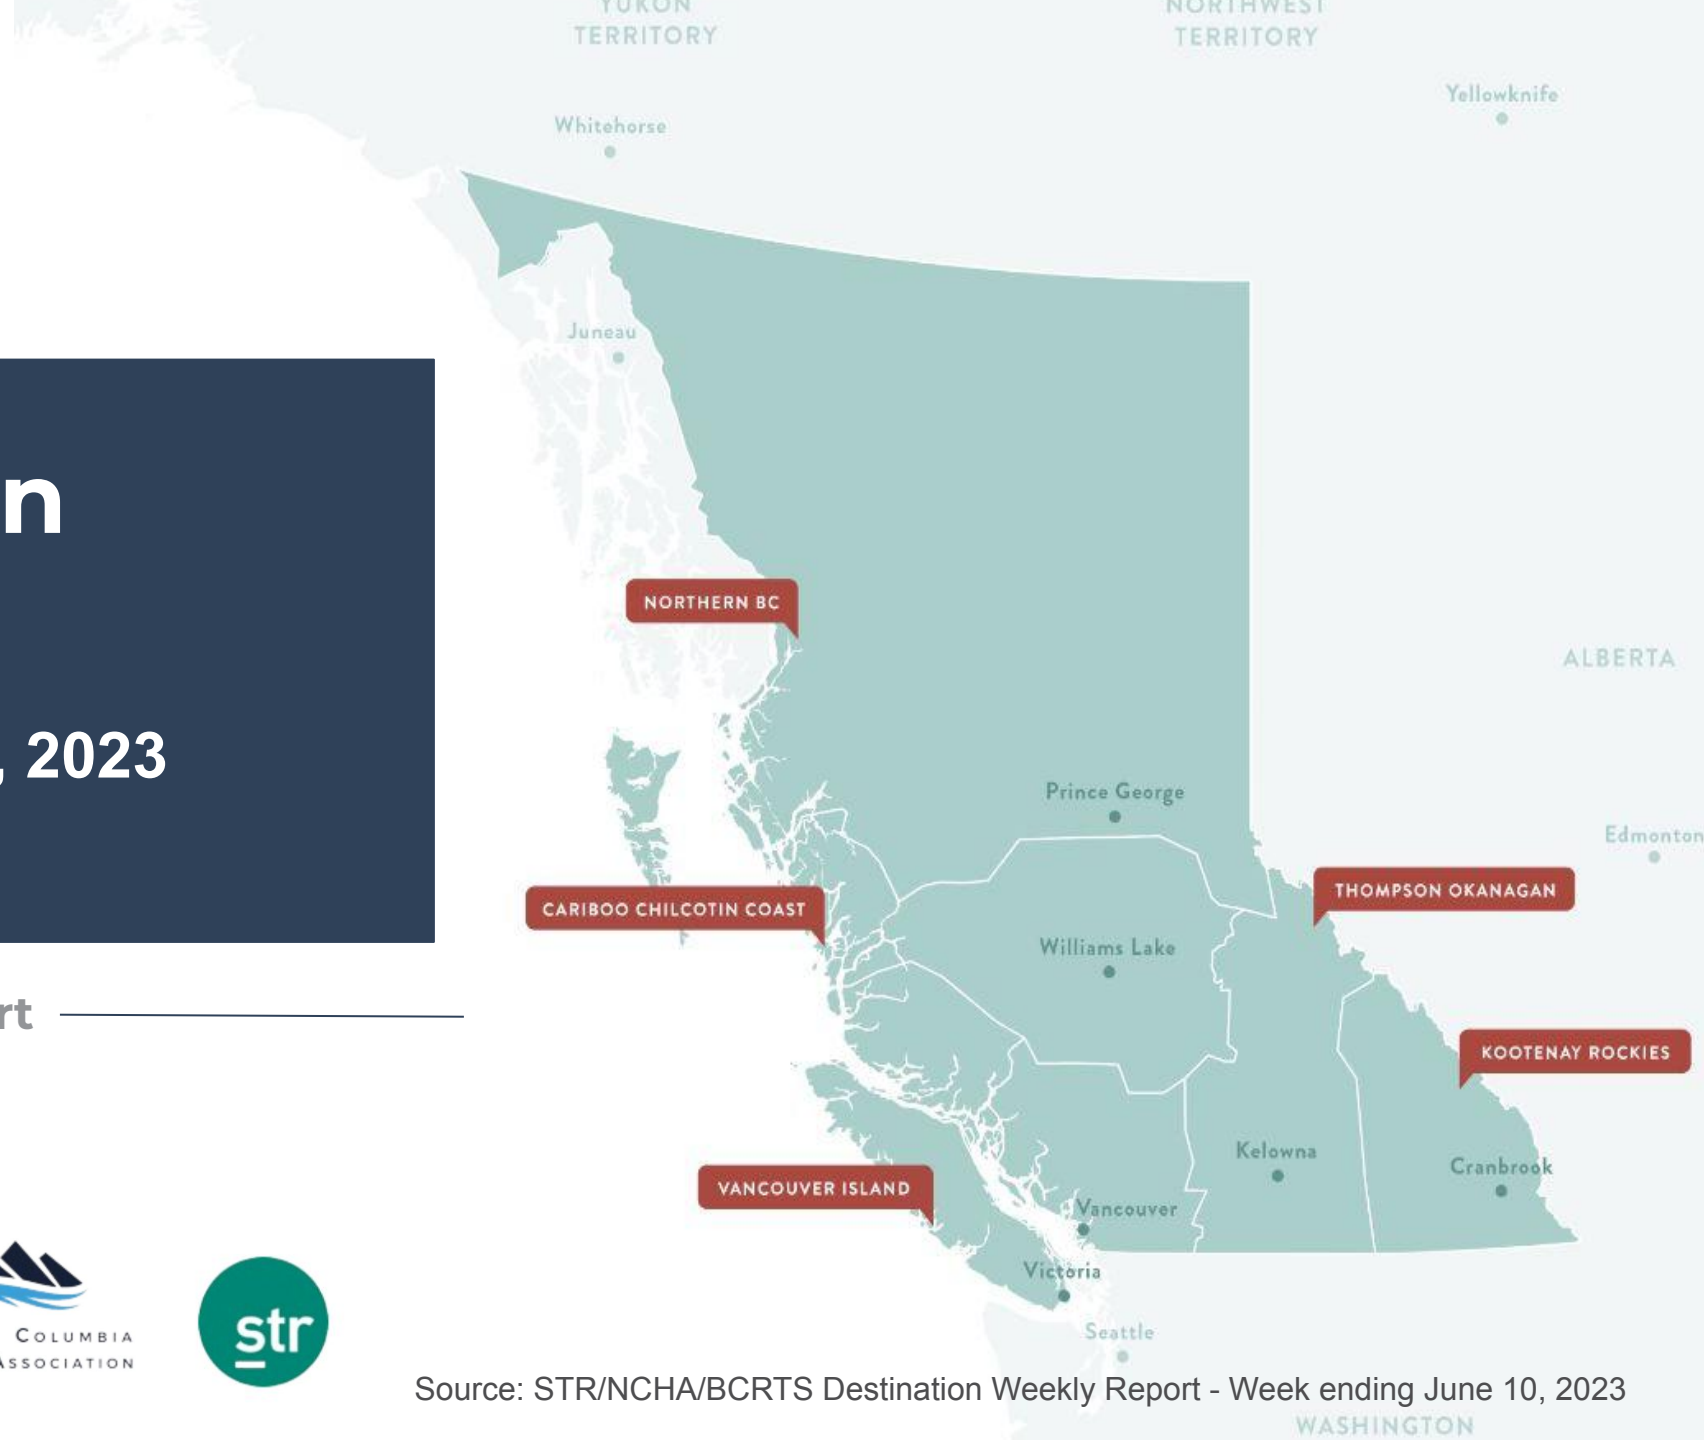 YUKON
TERRITORY
NORTHWEST
TERRITORY
Yellowknife
Whitehorse
Juneau
n
, 2023
NORTHERN BC
ALBERTA
Prince George
Edmonton
THOMPSON OKANAGAN
CARIBOO CHILCOTIN COAST
Williams Lake
rt
KOOTENAY ROCKIES
Kelowna
Cranbrook
VANCOUVER ISLAND
Vancouver
Victoria
COLUMBIA
ASSOCIATION
str
Seattle
Source: STR/NCHA/BCRTS Destination Weekly Report - Week ending June 10, 2023
WASHINGTON